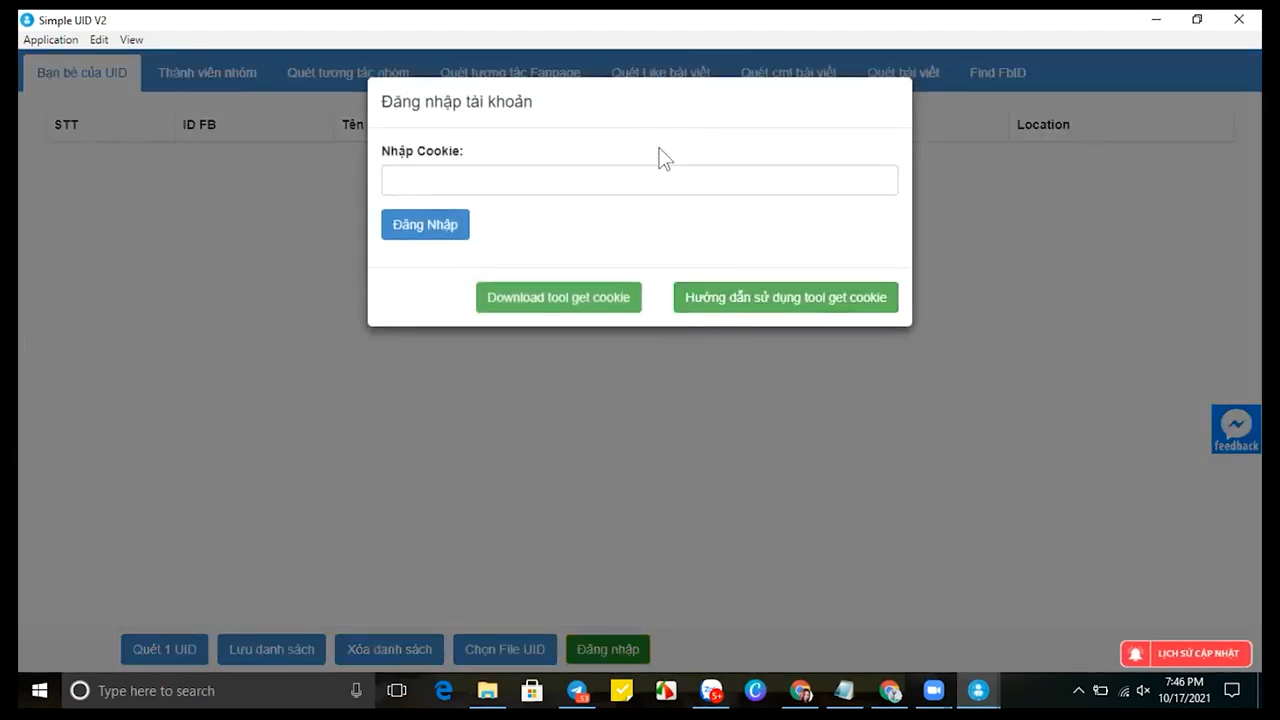 Simple UID V2
Application Edit View
Bạn bè của UID Thành viên nhóm Quét tương tác nhóm Quét tương tác Fanpage Quét Like bài viết Quét cmt bài viết Quét bài viết Find FbID
Đăng nhập tài khoản
STT ID FB Tên Location
Nhập Cookie:
Đăng Nhập
Download tool get cookie Hướng dẫn sử dụng tool get cookie
feedback
Quét 1 UID Lưu danh sách Xóa danh sách Chọn File UID Đăng nhập
LỊCH SỬ CẬP NHẬT
Type here to search
53
5+
7:46 PM
10/17/2021